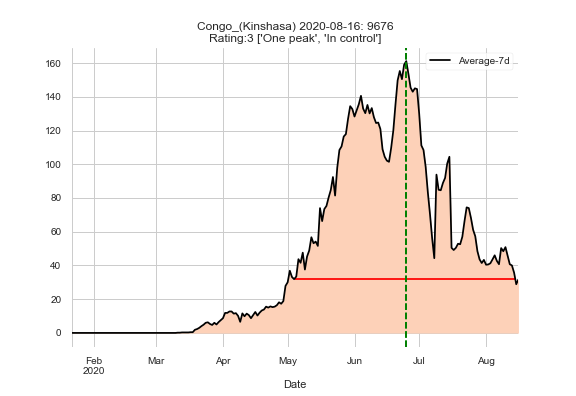 Congo_(Kinshasa) 2020-08-16: 9676
Rating:3 ['One peak', 'In control']
Average-7d
160
140
120
100
80
60
40
20
0
Feb Mar Apr May Jun Jul Aug
2020
Date